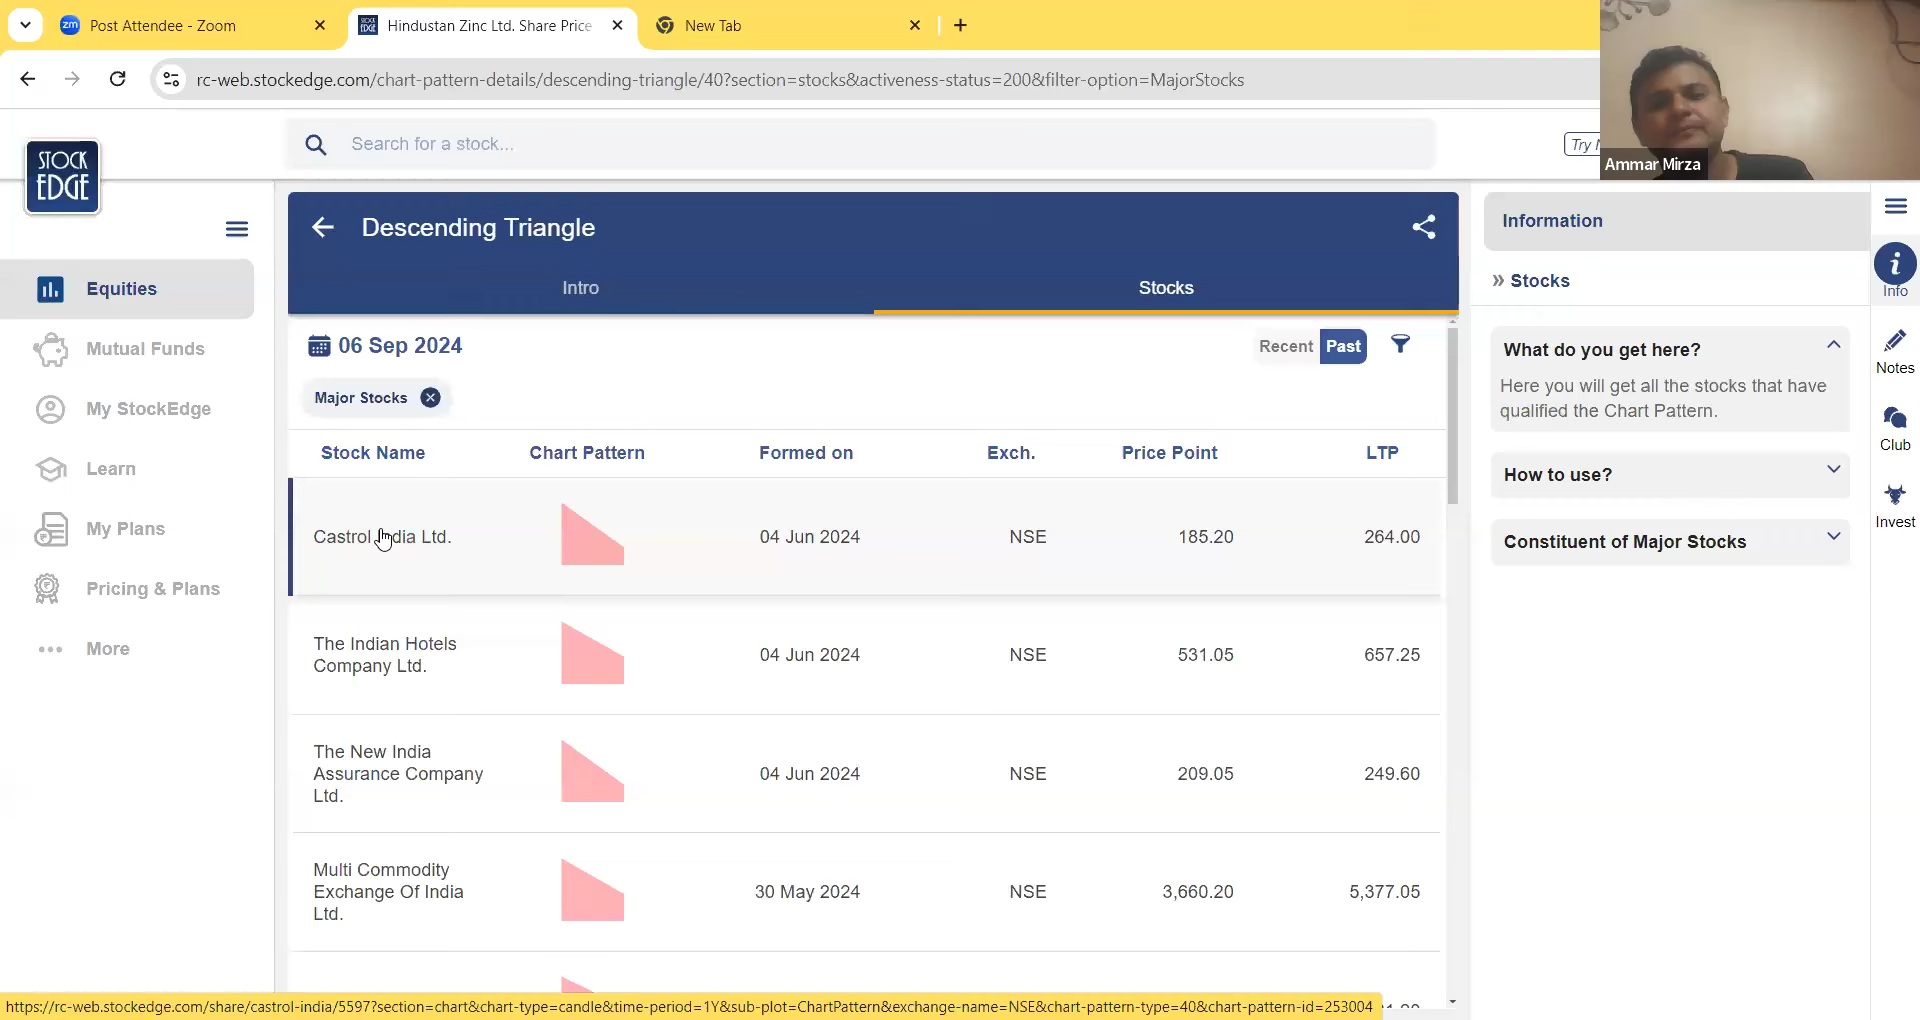 Post Attendee - Zoom
Hindustan Zinc Ltd. Share Price
New Tab
rc-web.stockedge.com/chart-pattern-details/descending-triangle/40?section=stocks&activeness-status=200&filter-option=MajorStocks
Ammar Mirza
STOCK
EDGE
Search for a stock...
Try
Descending Triangle
Intro
Stocks
Equities
Mutual Funds
My StockEdge
Learn
My Plans
Pricing & Plans
More
06 Sep 2024
Recent Past
Major Stocks
Stock Name Chart Pattern Formed on Exch. Price Point LTP
Castrol India Ltd. 04 Jun 2024 NSE 185.20 264.00
The Indian Hotels
Company Ltd. 04 Jun 2024 NSE 531.05 657.25
The New India
Assurance Company
Ltd. 04 Jun 2024 NSE 209.05 249.60
Multi Commodity
Exchange Of India
Ltd. 30 May 2024 NSE 3,660.20 5,377.05
Information
» Stocks
What do you get here?
Here you will get all the stocks that have
qualified the Chart Pattern.
How to use?
Constituent of Major Stocks
Info
Notes
Club
Invest
https://rc-web.stockedge.com/share/castrol-india/5597?section=chart&chart-type=candle&time-period=1Y&sub-plot=ChartPattern&exchange-name=NSE&chart-pattern-type=40&chart-pattern-id=253004